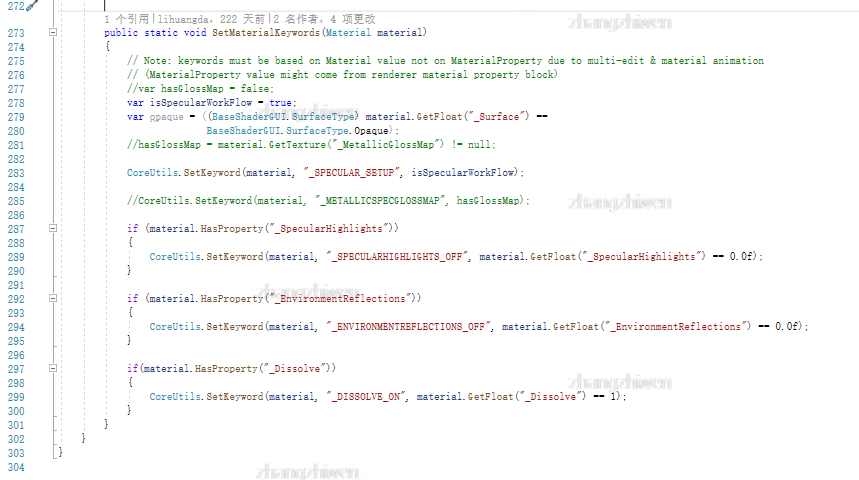 272
1 个引用|lihuangda，222 天前|2 名作者，4 项更改
273 public static void SetMaterialKeywords(Material material)
274 {
275 // Note: keywords must be based on Material value not on MaterialProperty due to multi-edit & material animation
276 // (MaterialProperty value might come from renderer material property block)
277 //var hasGlossMap = false;
278 var isSpecularWorkFlow = true;
279 var opaque = ((BaseShaderGUI.SurfaceType) material.GetFloat("_Surface") ==
280 BaseShaderGUI.SurfaceType.Opaque);
281 //hasGlossMap = material.GetTexture("_MetallicGlossMap") != null;
282
283 CoreUtils.SetKeyword(material, "_SPECULAR_SETUP", isSpecularWorkFlow);
284
285 //CoreUtils.SetKeyword(material, "_METALLICSPECGLOSSMAP", hasGlossMap);
286
287 if (material.HasProperty("_SpecularHighlights"))
288 {
289 CoreUtils.SetKeyword(material, "_SPECULARHIGHLIGHTS_OFF", material.GetFloat("_SpecularHighlights") == 0.0f);
290 }
291
292 if (material.HasProperty("_EnvironmentReflections"))
293 {
294 CoreUtils.SetKeyword(material, "_ENVIRONMENTREFLECTIONS_OFF", material.GetFloat("_EnvironmentReflections") == 0.0f);
295 }
296
297 if(material.HasProperty("_Dissolve"))
298 {
299 CoreUtils.SetKeyword(material, "_DISSOLVE_ON", material.GetFloat("_Dissolve") == 1);
300 }
301 }
302 }
303 }
304
zhangzhiwen
zhangzhiwen
zhangzhiwen
zhangzhiwen
zhangzhiwen
zhangzhiwen